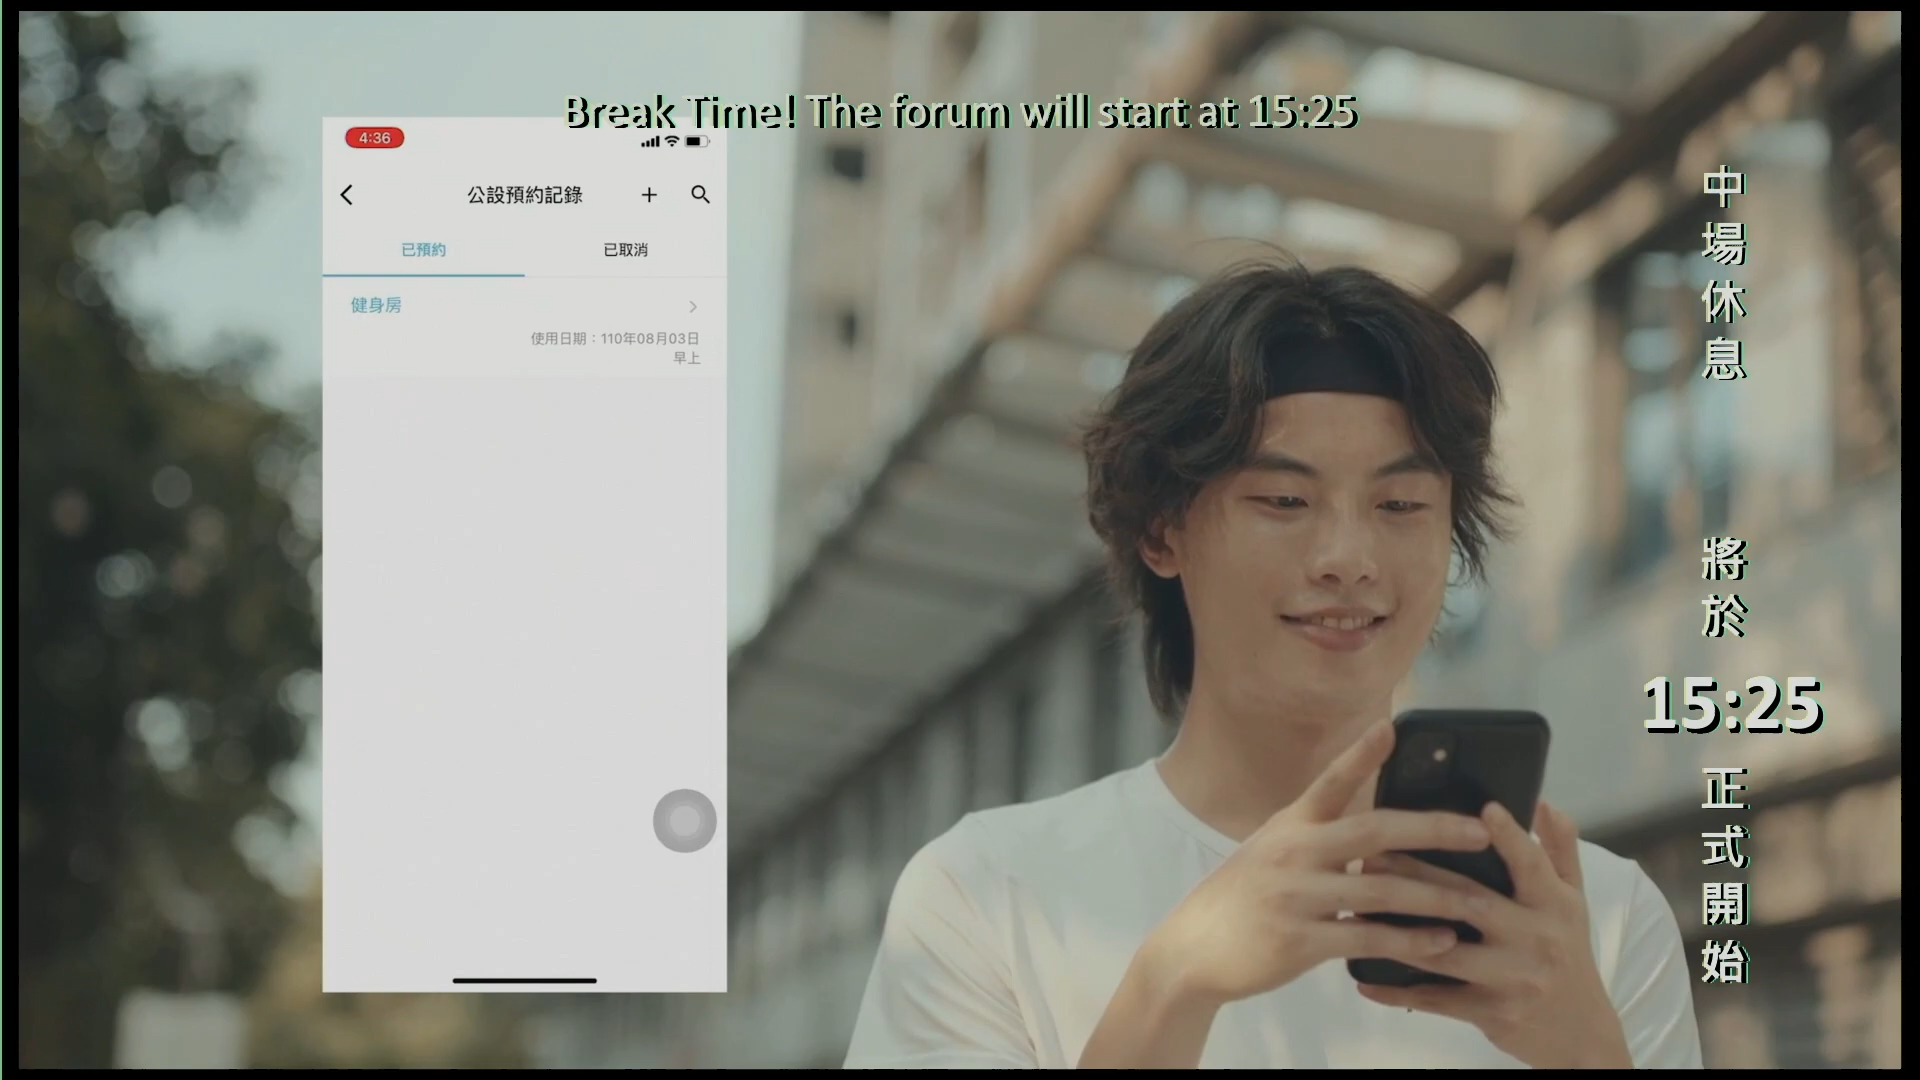 Break Time! The forum will start at 15:25
4:36
公設預約記錄
已預約 已取消
健身房
使用日期：110年08月03日
早上
中場休息
將於
15:25
正式開始